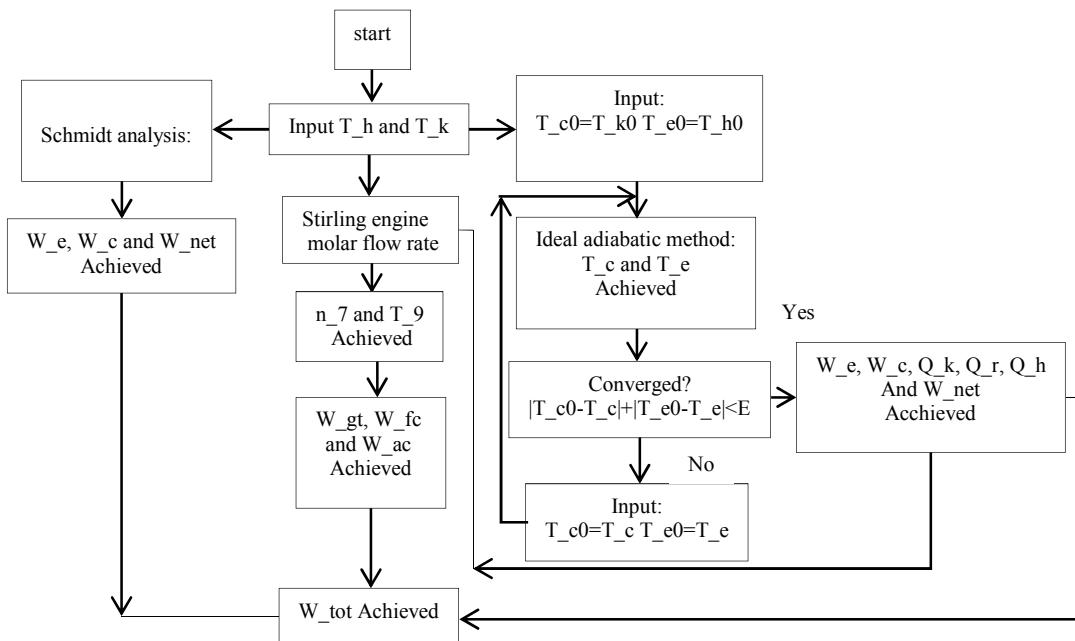 start
Input T_h and T_k
Schmidt analysis:
Input:
T_c0=T_k0 T_e0=T_h0
W_e, W_c and W_net
Achieved
Stirling engine
molar flow rate
Ideal adiabatic method:
T_c and T_e
Achieved
n_7 and T_9
Achieved
Yes
Converged?
|T_c0-T_c|+|T_e0-T_e|<E
W_e, W_c, Q_k, Q_r, Q_h
And W_net
Acchieved
W_gt, W_fc
and W_ac
Achieved
No
Input:
T_c0=T_c T_e0=T_e
W_tot Achieved